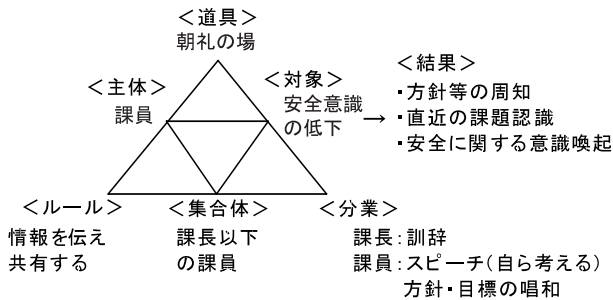 ＜道具＞
朝礼の場
＜主体＞
課員
＜対象＞
安全意識
の低下
→
＜結果＞
・方針等の周知
・直近の課題認識
・安全に関する意識喚起
＜ルール＞
情報を伝え
共有する
＜集合体＞
課長以下
の課員
＜分業＞
課長：訓辞
課員：スピーチ（自ら考える）
方針・目標の唱和